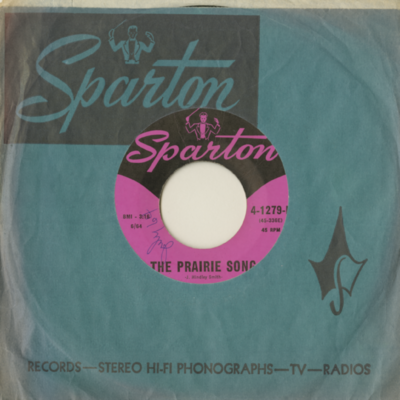 Sparton
Sparton
4-1279-
45 RPM
THE PRAIRIE SONG
RECORDS—STEREO HI-FI PHONOGRAPHS—TV—RADIOS